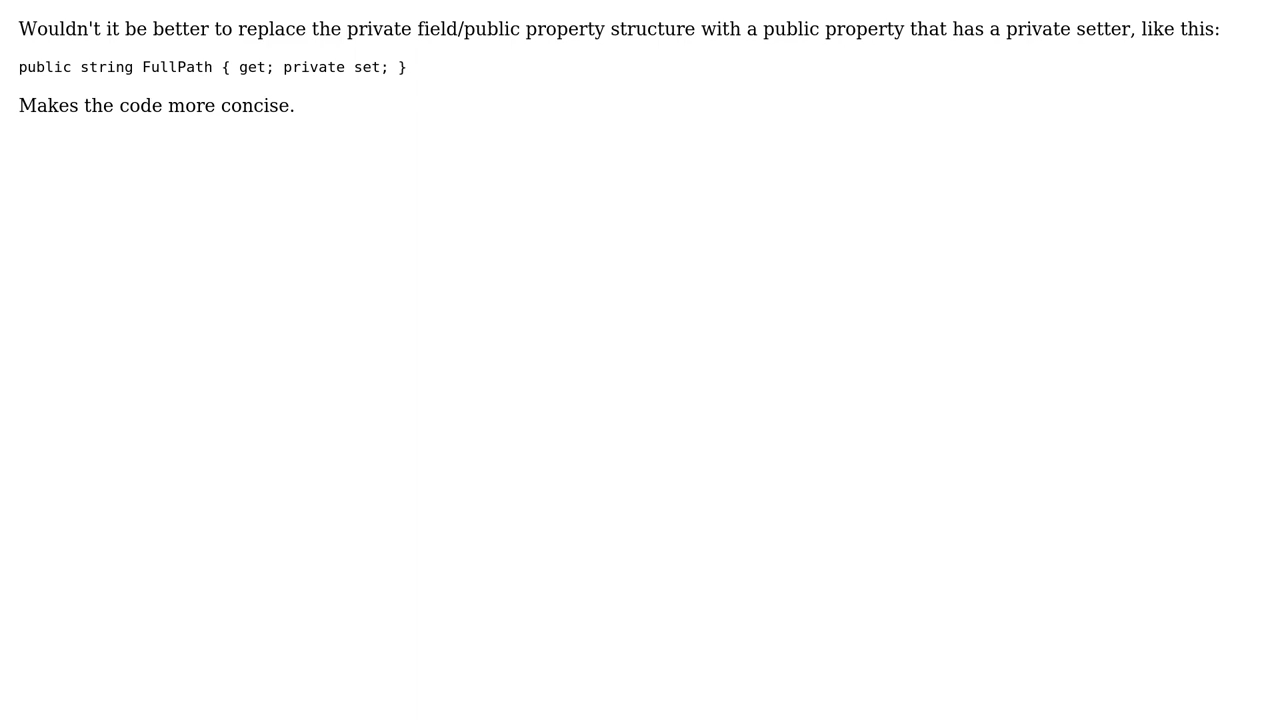 Wouldn't it be better to replace the private field/public property structure with a public property that has a private setter, like this:
public string FullPath { get; private set; }
Makes the code more concise.